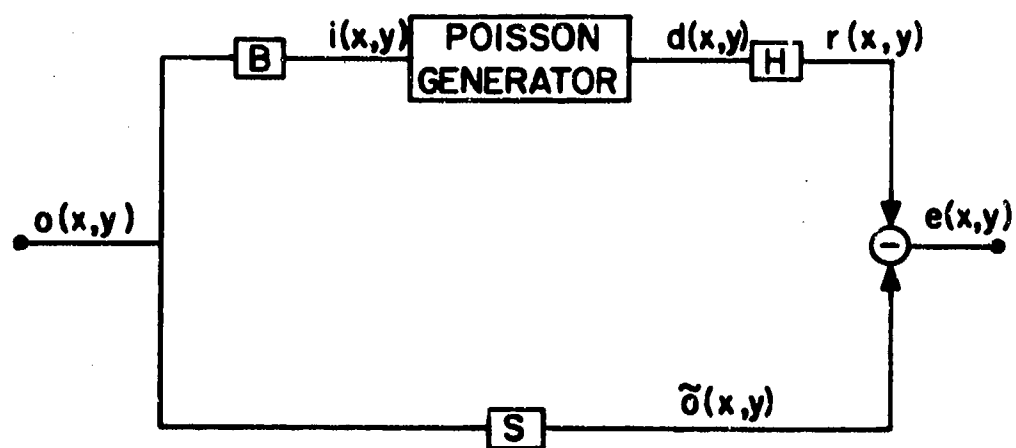 B
i(x,y)
POISSON
GENERATOR
d(x,y)
H
r(x,y)
o(x,y)
−
e(x,y)
S
õ(x,y)